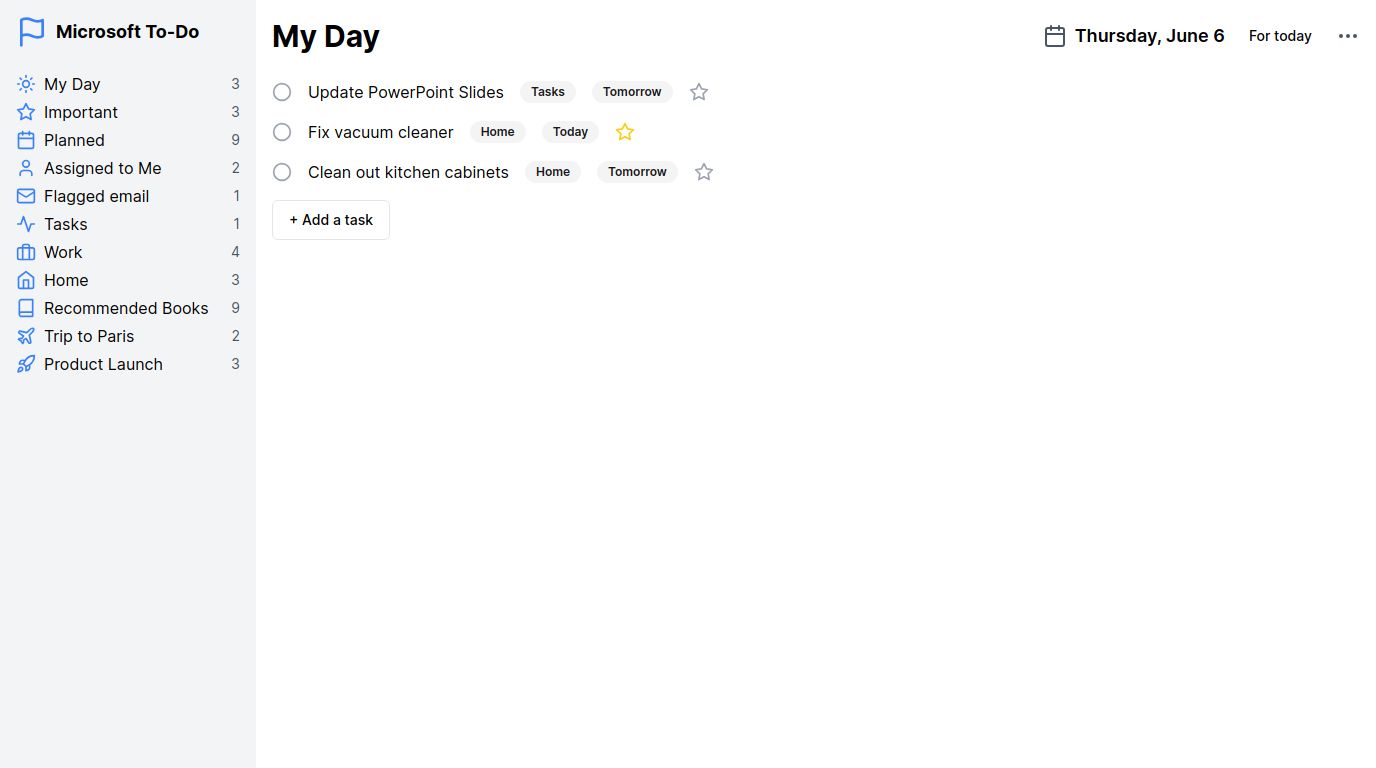 Microsoft To-Do
My Day 3
Important 3
Planned 9
Assigned to Me 2
Flagged email 1
Tasks 1
Work 4
Home 3
Recommended Books 9
Trip to Paris 2
Product Launch 3
My Day
Thursday, June 6 For today
Update PowerPoint Slides Tasks Tomorrow
Fix vacuum cleaner Home Today
Clean out kitchen cabinets Home Tomorrow
+ Add a task